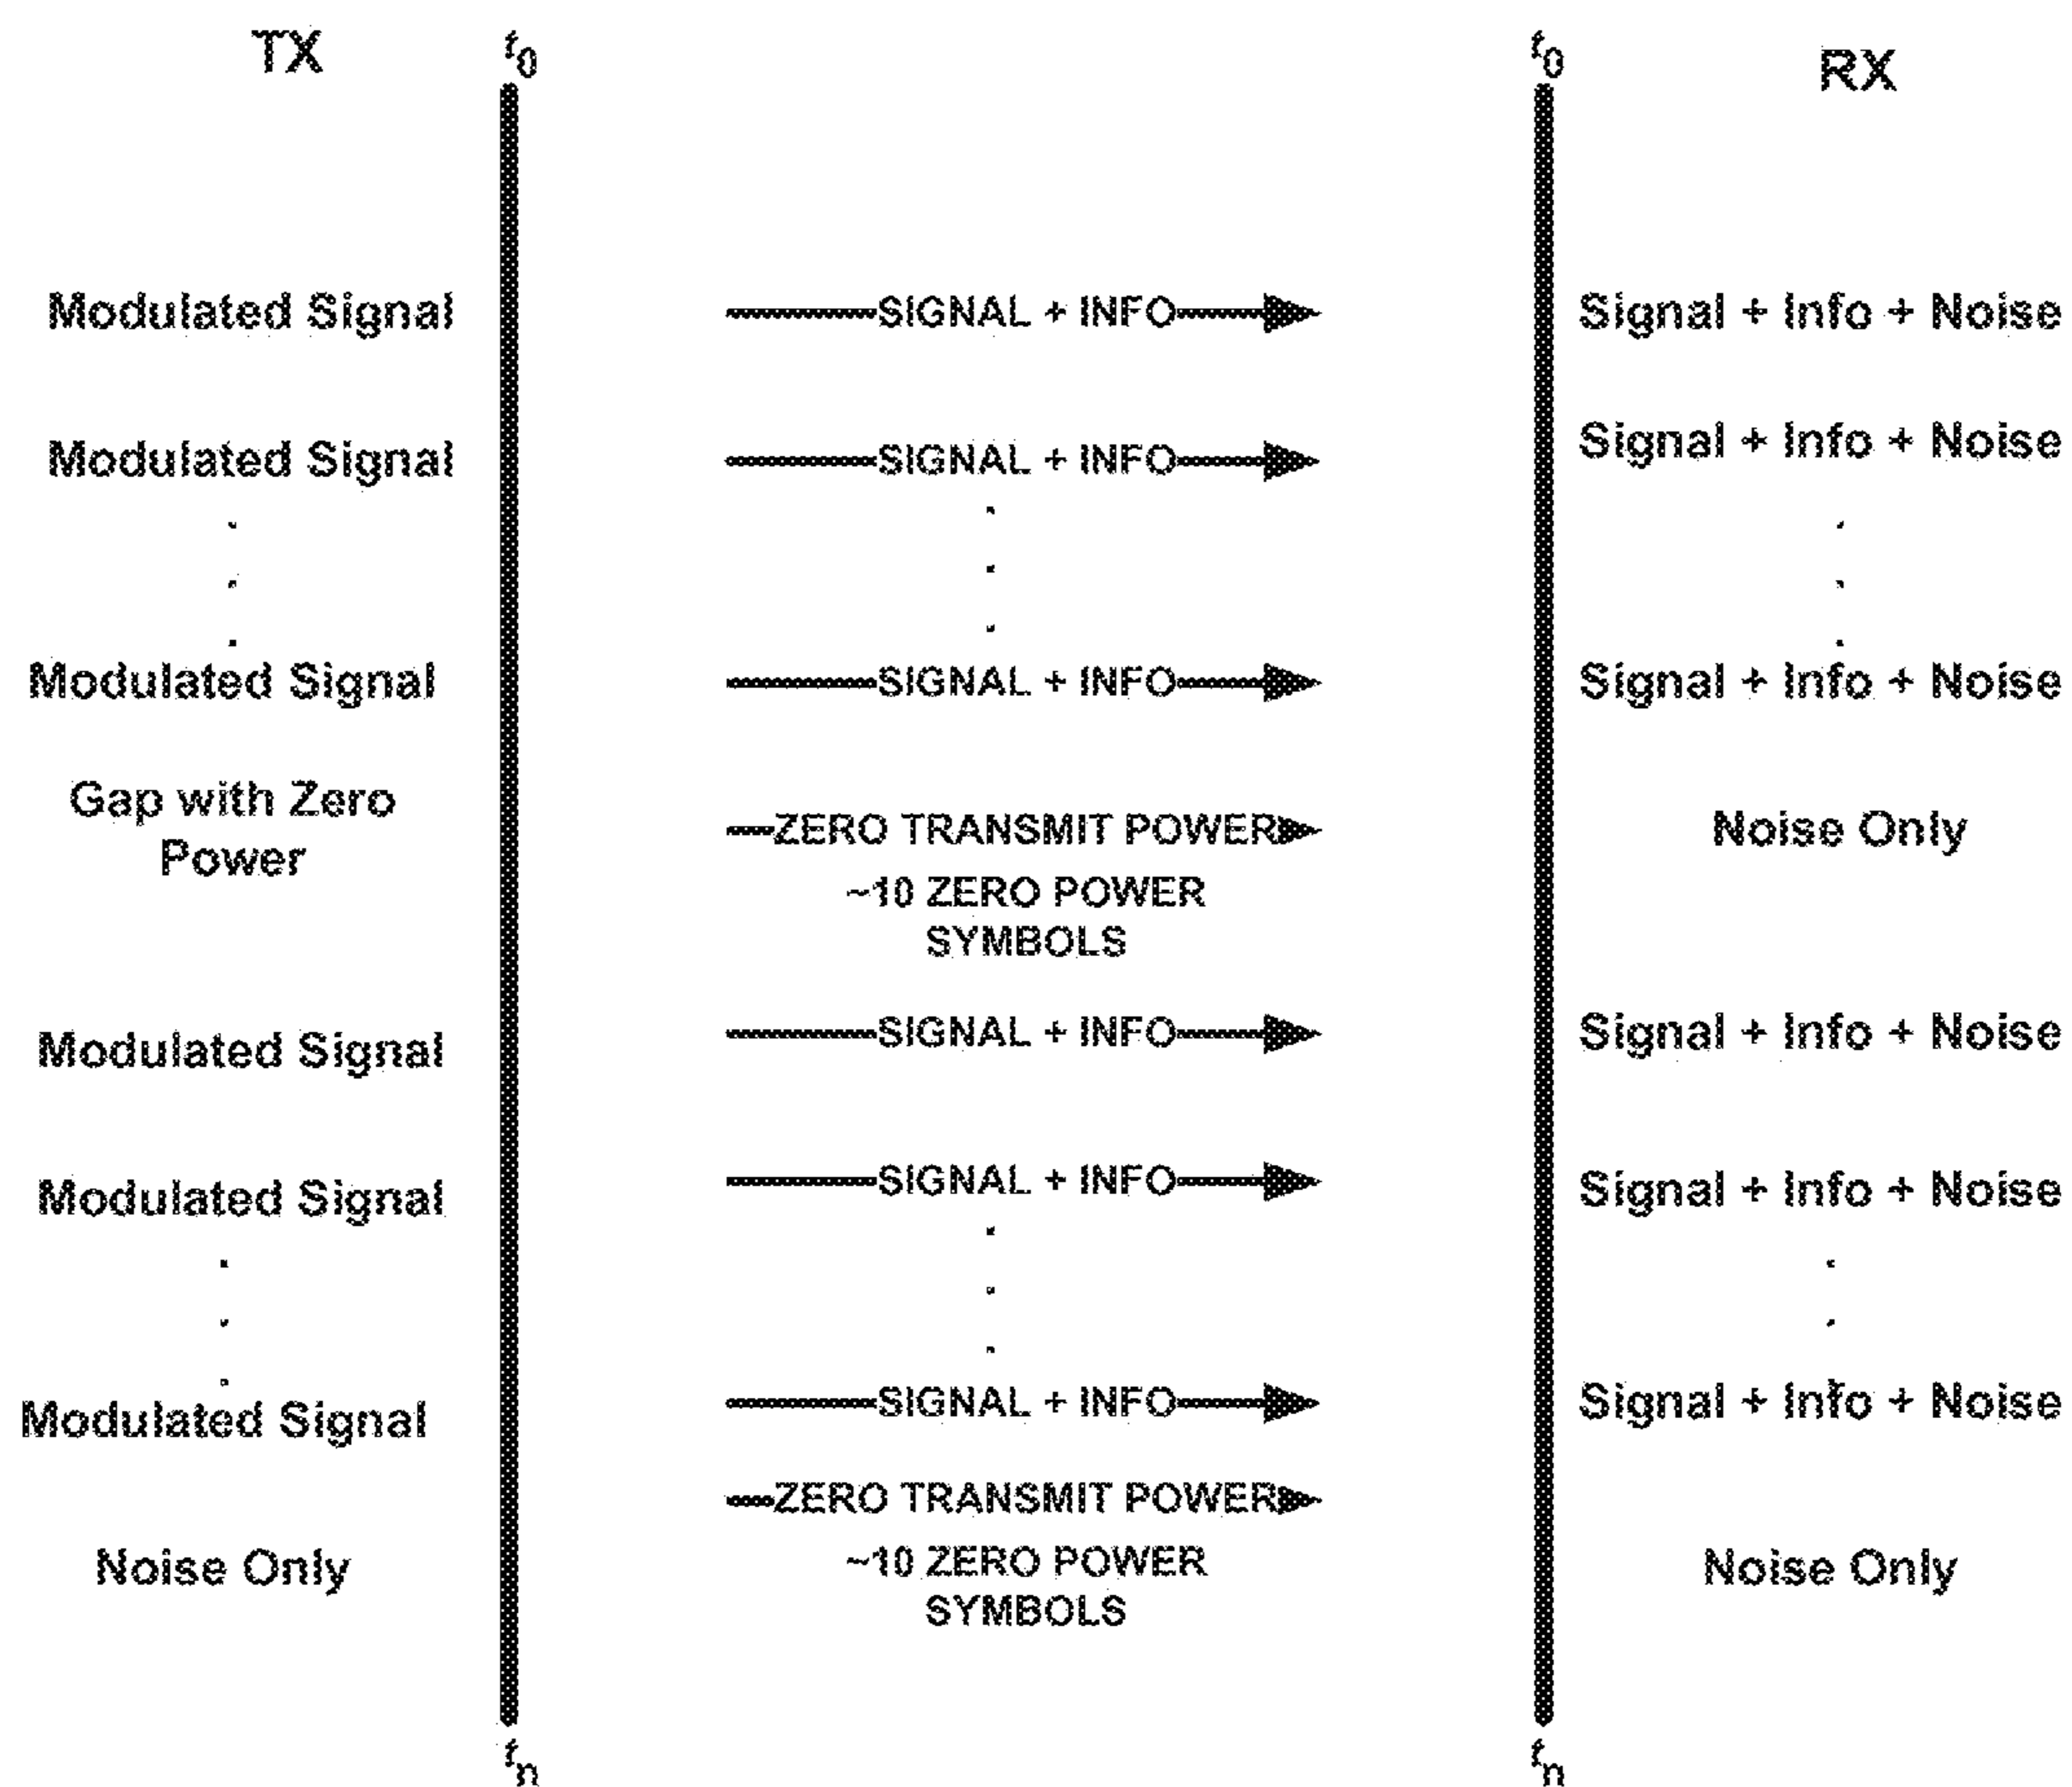 TX t0 t0 RX
Modulated Signal SIGNAL + INFO Signal + Info + Noise
Modulated Signal SIGNAL + INFO Signal + Info + Noise
Modulated Signal SIGNAL + INFO Signal + Info + Noise
Gap with Zero
Power
ZERO TRANSMIT POWER
~10 ZERO POWER
SYMBOLS
Noise Only
Modulated Signal SIGNAL + INFO Signal + Info + Noise
Modulated Signal SIGNAL + INFO Signal + Info + Noise
Modulated Signal SIGNAL + INFO Signal + Info + Noise
Noise Only
ZERO TRANSMIT POWER
~10 ZERO POWER
SYMBOLS
Noise Only
tn tn